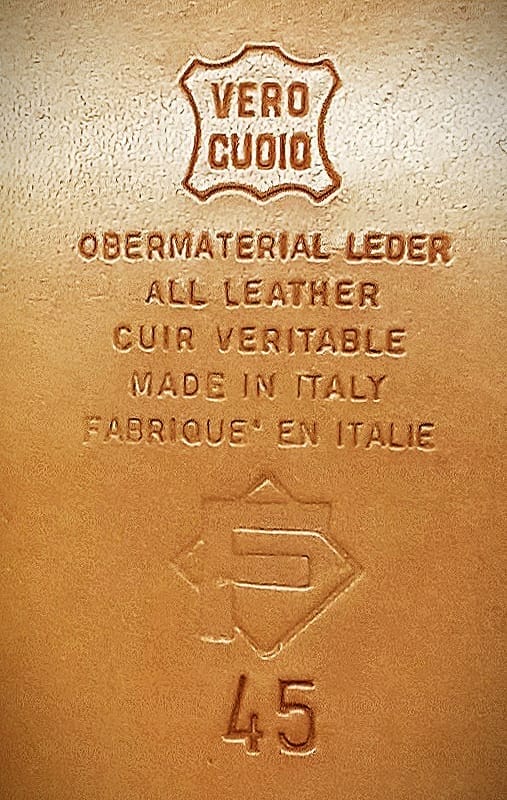 VERO
CUOIO
OBERMATERIAL LEDER
ALL LEATHER
CUIR VERITABLE
MADE IN ITALY
FABRIQUE' EN ITALIE
P
45